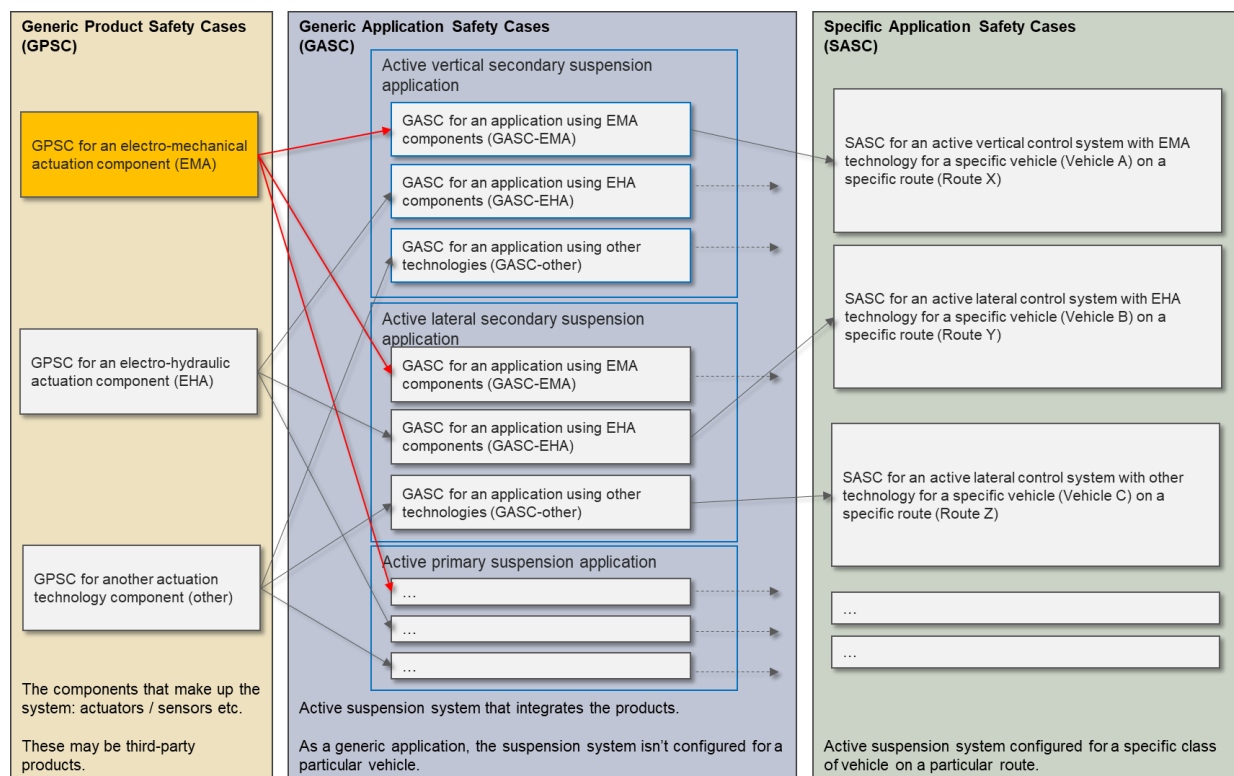 Generic Product Safety Cases
(GPSC)
GPSC for an electro-mechanical
actuation component (EMA)
GPSC for an electro-hydraulic
actuation component (EHA)
GPSC for another actuation
technology component (other)
The components that make up the
system: actuators / sensors etc.
These may be third-party
products.
Generic Application Safety Cases
(GASC)
Active vertical secondary suspension
application
GASC for an application using EMA
components (GASC-EMA)
GASC for an application using EHA
components (GASC-EHA)
GASC for an application using other
technologies (GASC-other)
Active lateral secondary suspension
application
GASC for an application using EMA
components (GASC-EMA)
GASC for an application using EHA
components (GASC-EHA)
GASC for an application using other
technologies (GASC-other)
Active primary suspension application
...
...
...
Active suspension system that integrates the products.
As a generic application, the suspension system isn't configured for a
particular vehicle.
Specific Application Safety Cases
(SASC)
SASC for an active vertical control system with EMA
technology for a specific vehicle (Vehicle A) on a
specific route (Route X)
SASC for an active lateral control system with EHA
technology for a specific vehicle (Vehicle B) on a
specific route (Route Y)
SASC for an active lateral control system with other
technology for a specific vehicle (Vehicle C) on a
specific route (Route Z)
...
...
Active suspension system configured for a specific class
of vehicle on a particular route.